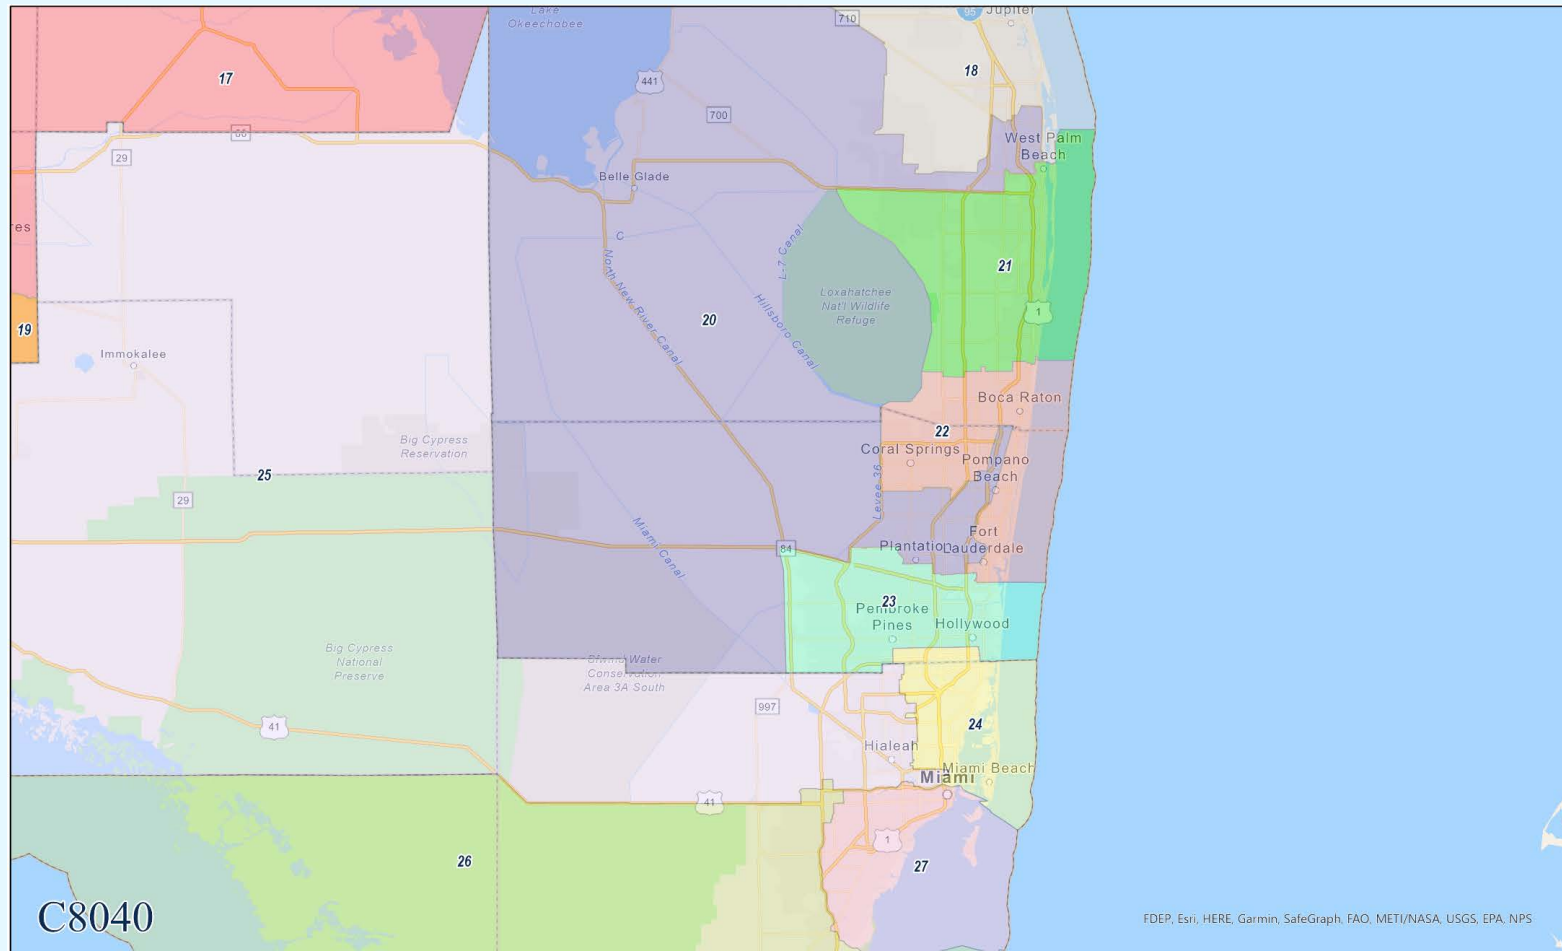 Lake
Okeechobee
710
95
Jupiter
17
18
441
700
West Palm
Beach
29
80
Belle Glade
C
L-7 Canal
21
North New River Canal
Hillsboro Canal
Loxahatchee
Nat'l Wildlife
Refuge
20
1
19
Immokalee
Boca Raton
22
Big Cypress
Reservation
Coral Springs
Pompano
Beach
25
Levee 36
29
Miami Canal
84
Plantation
Fort
Lauderdale
23
Pembroke
Pines
Hollywood
Big Cypress
National
Preserve
Water
Conservation
Area 3A South
997
41
24
Hialeah
Miami Beach
Miami
41
1
26
27
C8040
FDEP, Esri, HERE, Garmin, SafeGraph, FAO, METI/NASA, USGS, EPA, NPS